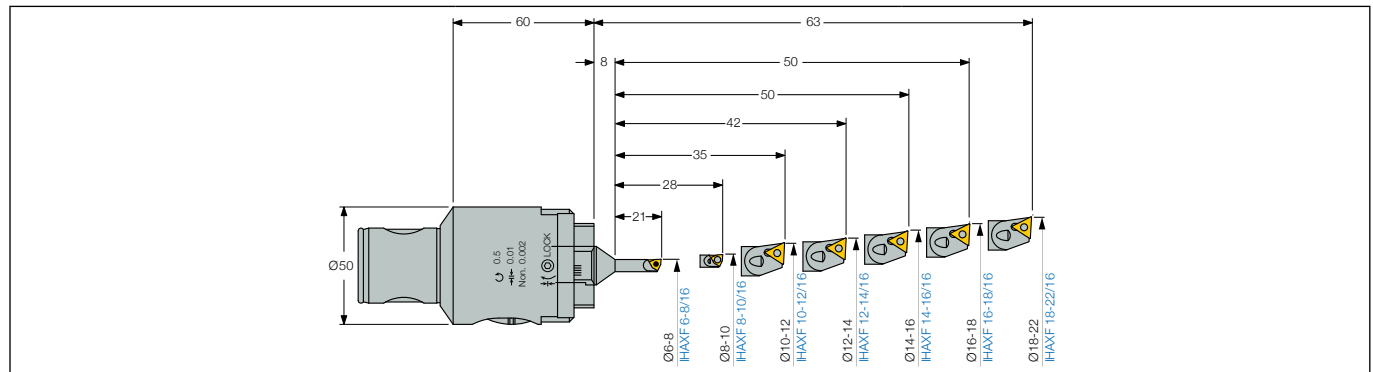 60
63
8
50
50
42
35
28
21
Ø50
0.5
0.01
Non. 0.002
LOCK
Ø6-8
IHAXF 6-8/16
Ø8-10
IHAXF 8-10/16
Ø10-12
IHAXF 10-12/16
Ø12-14
IHAXF 12-14/16
Ø14-16
IHAXF 14-16/16
Ø16-18
IHAXF 16-18/16
Ø18-22
IHAXF 18-22/16